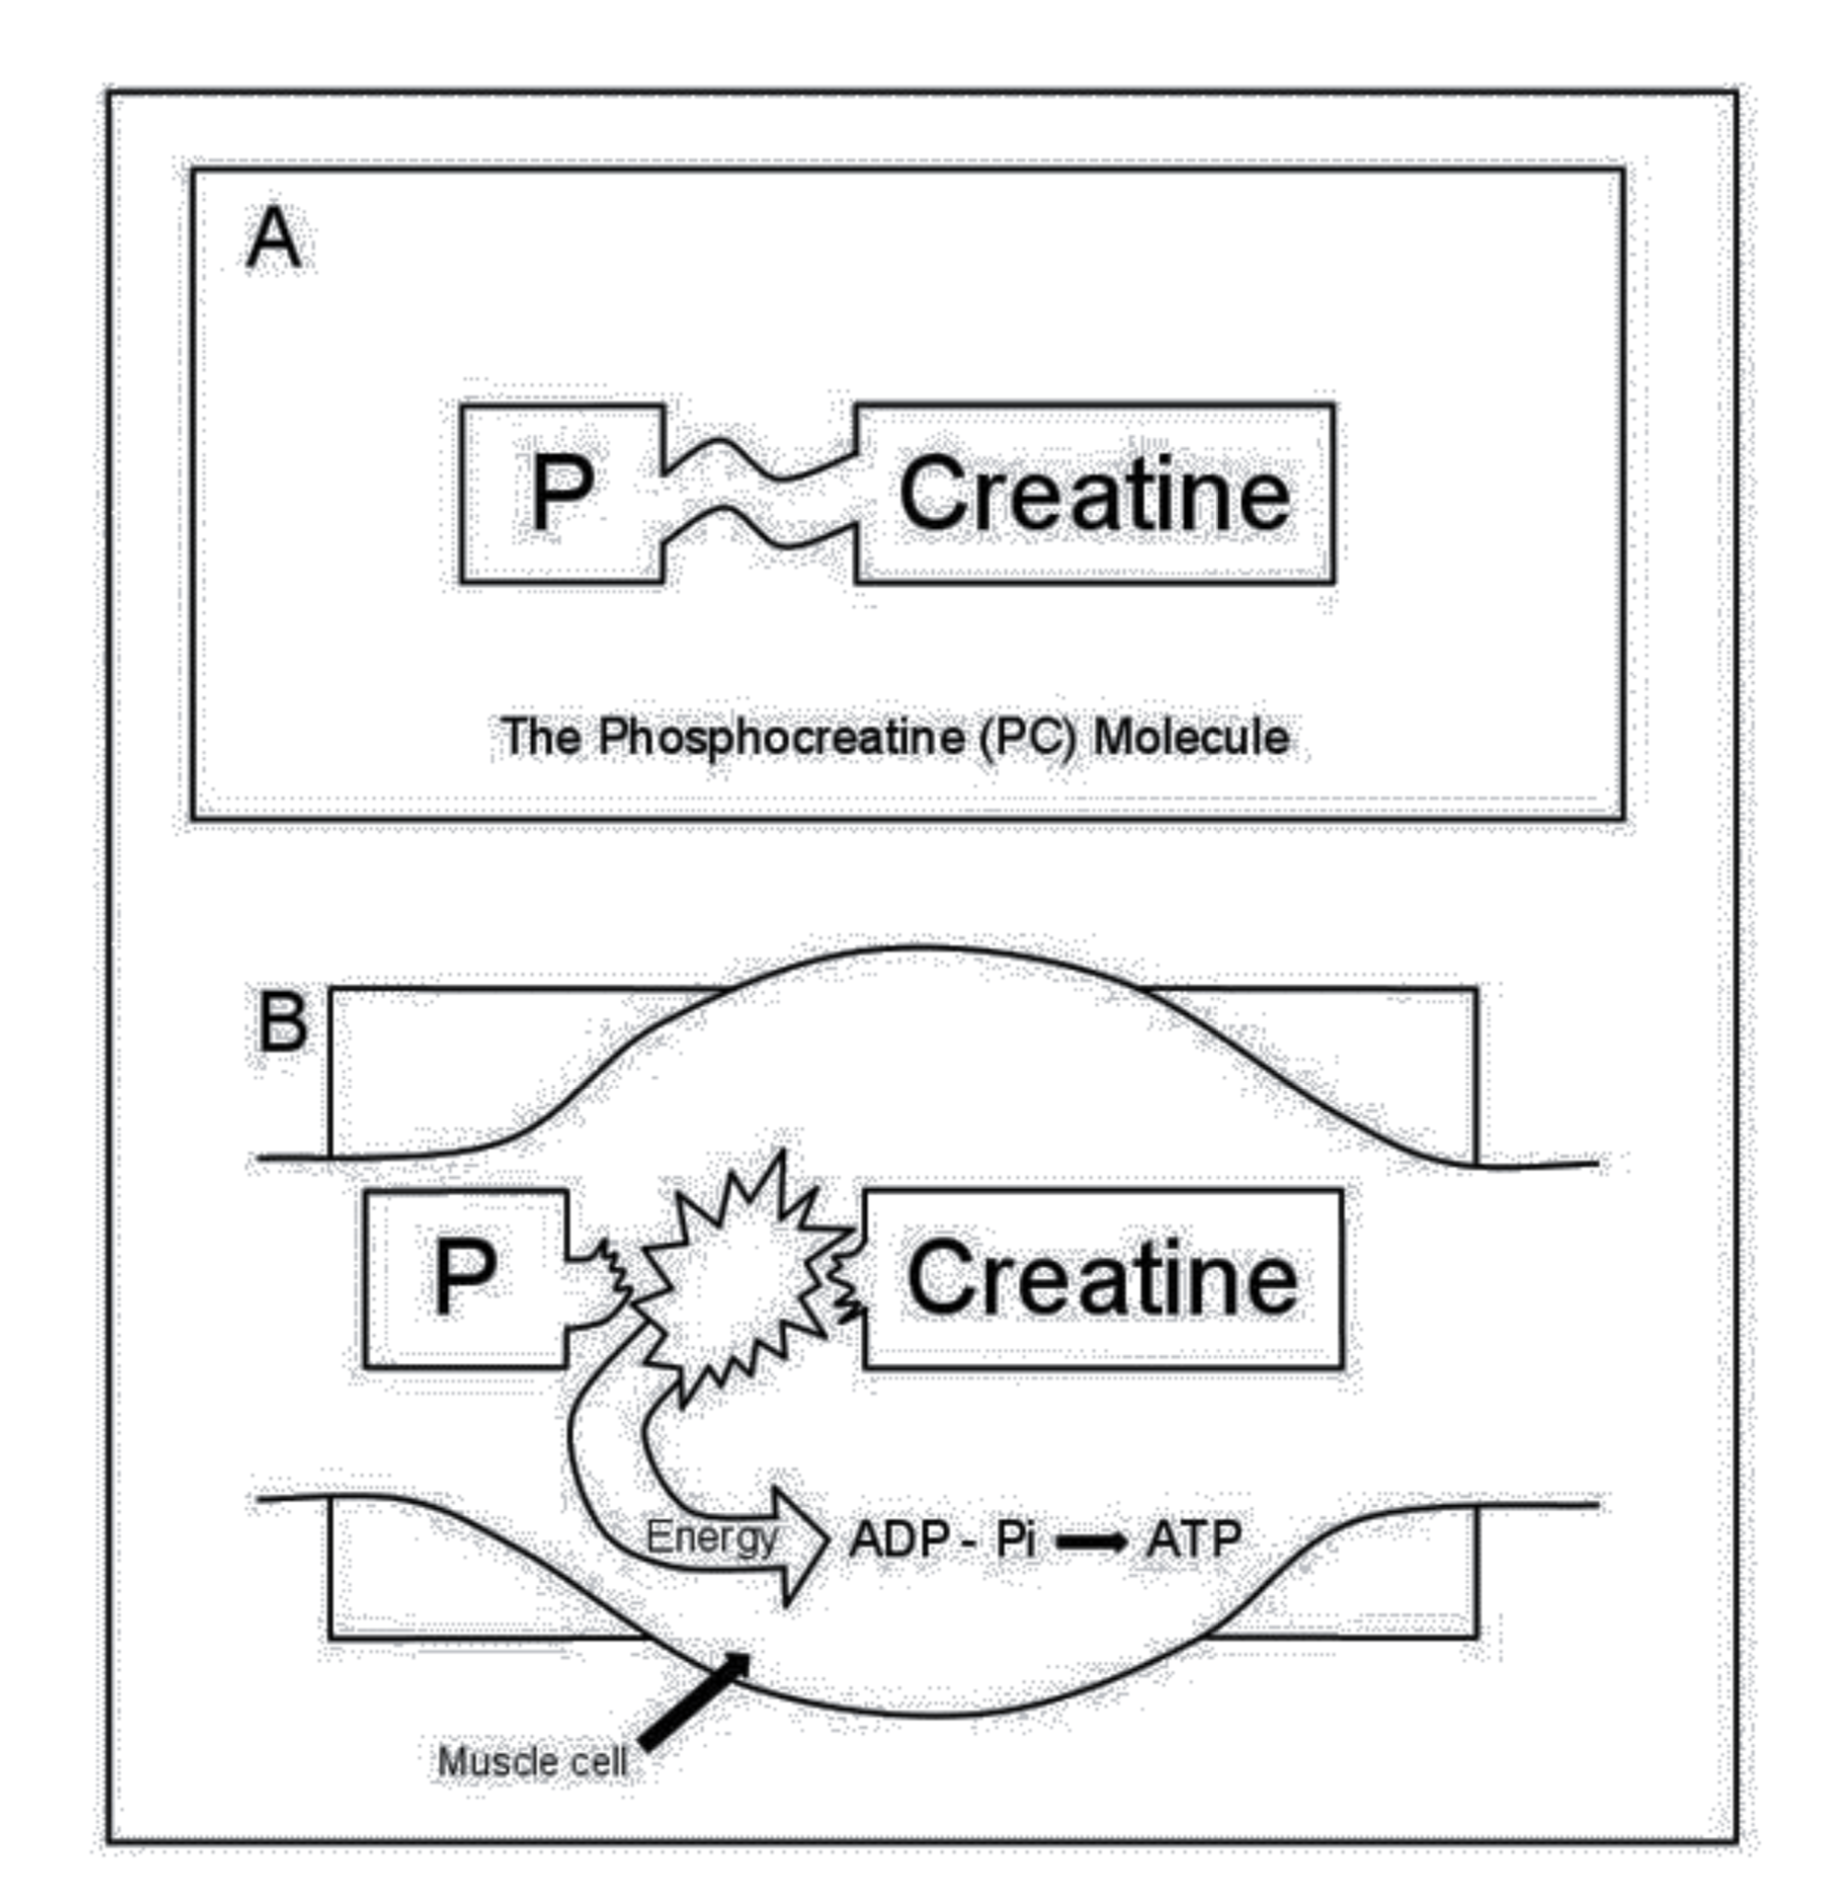 A
P Creatine
The Phosphocreatine (PC) Molecule
B
P Creatine
Energy ADP - Pi ATP
Muscle cell